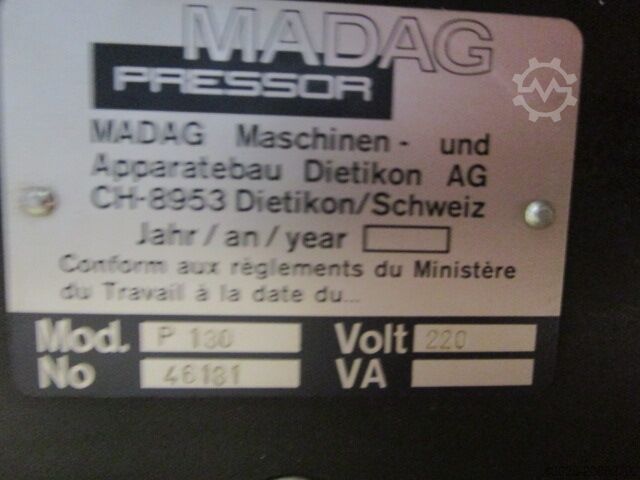 MADAG
PRESSOR
MADAG Maschinen - und
Apparatebau Dietikon AG
CH-8953 Dietikon/Schweiz
Jahr / an / year
Conform aux règlements du Ministère
du Travail à la date du...
Mod. P 130 Volt 220
No 46131 VA